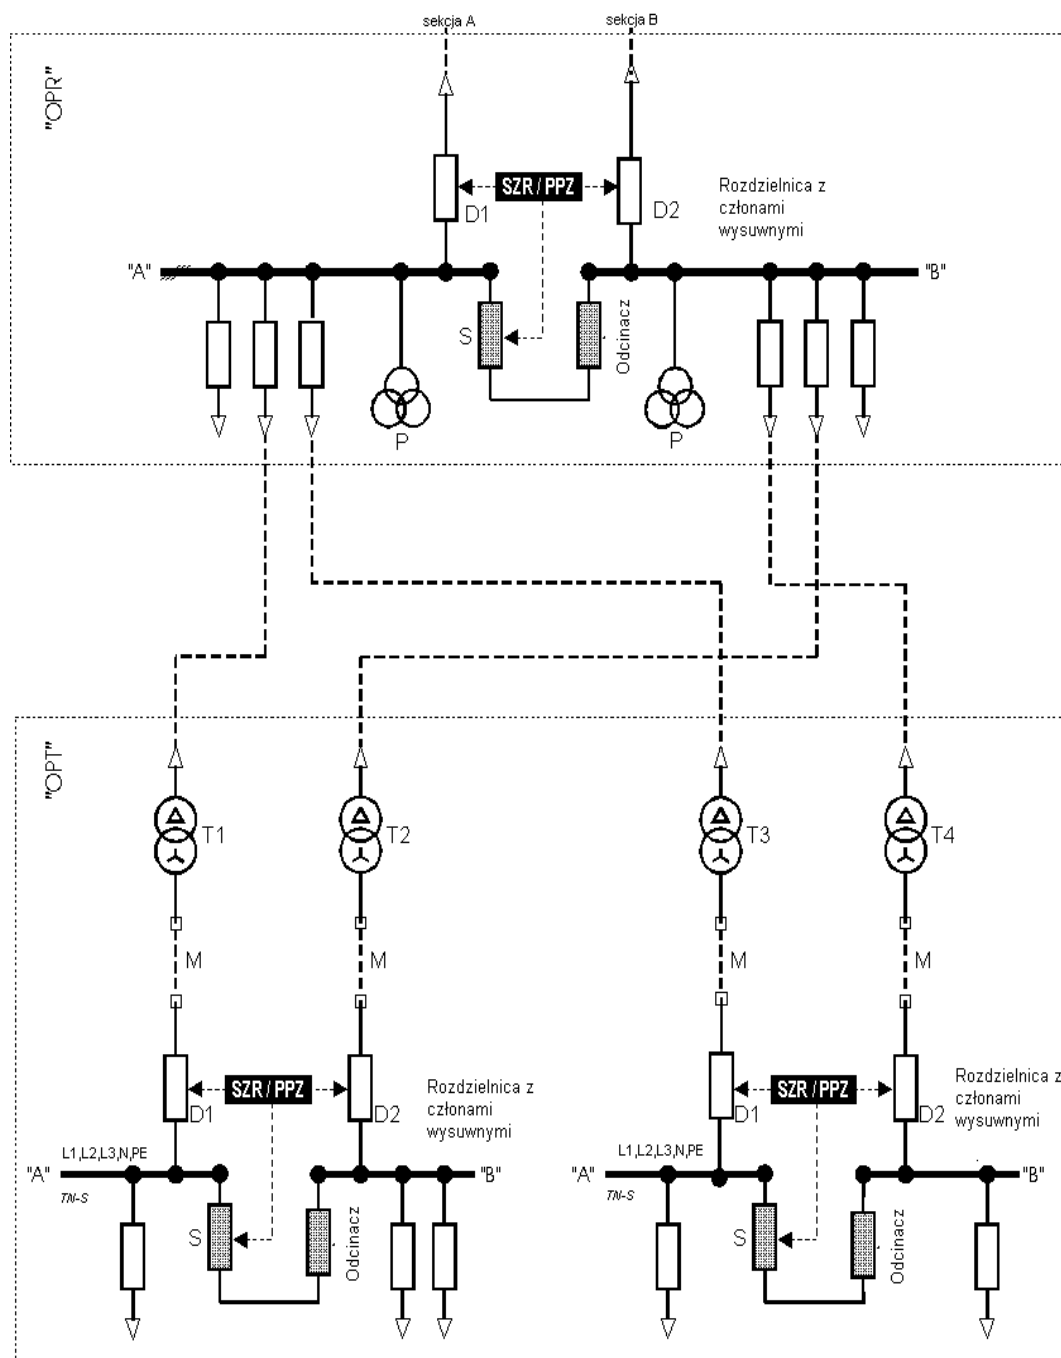 sekcja A
sekcja B
"OPR"
SZR / PPZ
D1
D2
Rozdzielnica z
członami
wysuwnymi
"A"
"B"
S
Odcinacz
P
P
"OPT"
T1
T2
T3
T4
M
M
M
M
SZR / PPZ
D1
D2
Rozdzielnica z
członami
wysuwnymi
SZR / PPZ
D1
D2
Rozdzielnica z
członami
wysuwnymi
L1,L2,L3,N,PE
"A"
"B"
TN-S
S
Odcinacz
L1,L2,L3,N,PE
"A"
"B"
TN-S
S
Odcinacz